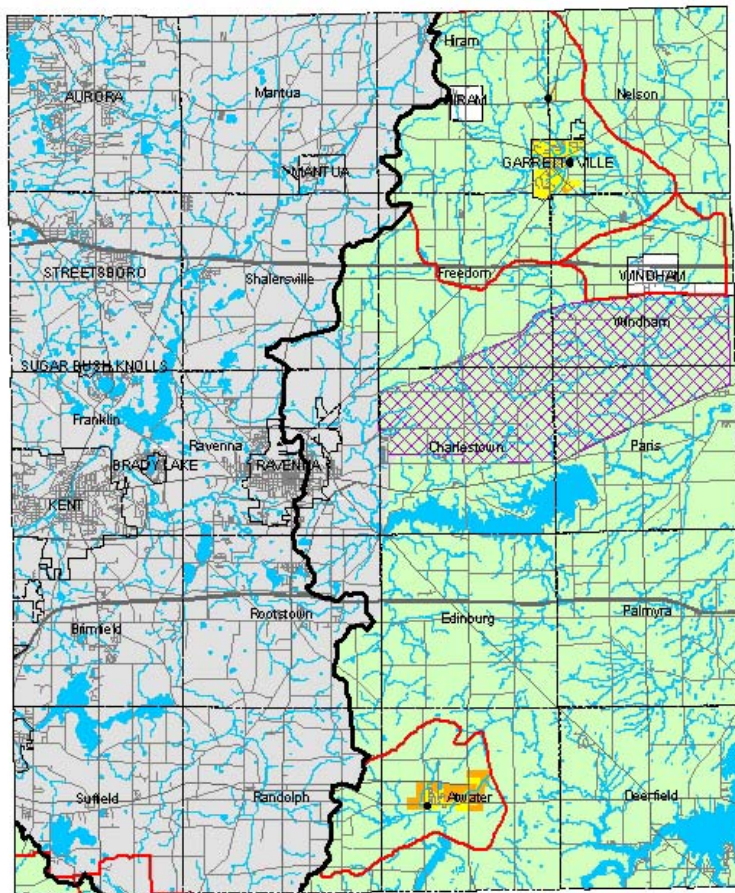 Hiram
AURORA
Mantua
HIRAM
Nelson
MANTUA
GARRETTSVILLE
STREETSBORO
Shalersville
Freedom
WINDHAM
Windham
SUGAR BUSH KNOLLS
Franklin
Ravenna
Charlestown
Paris
BRADY LAKE
RAVENNA
KENT
Rootstown
Edinburg
Palmyra
Brimfield
Suffield
Randolph
Atwater
Deerfield